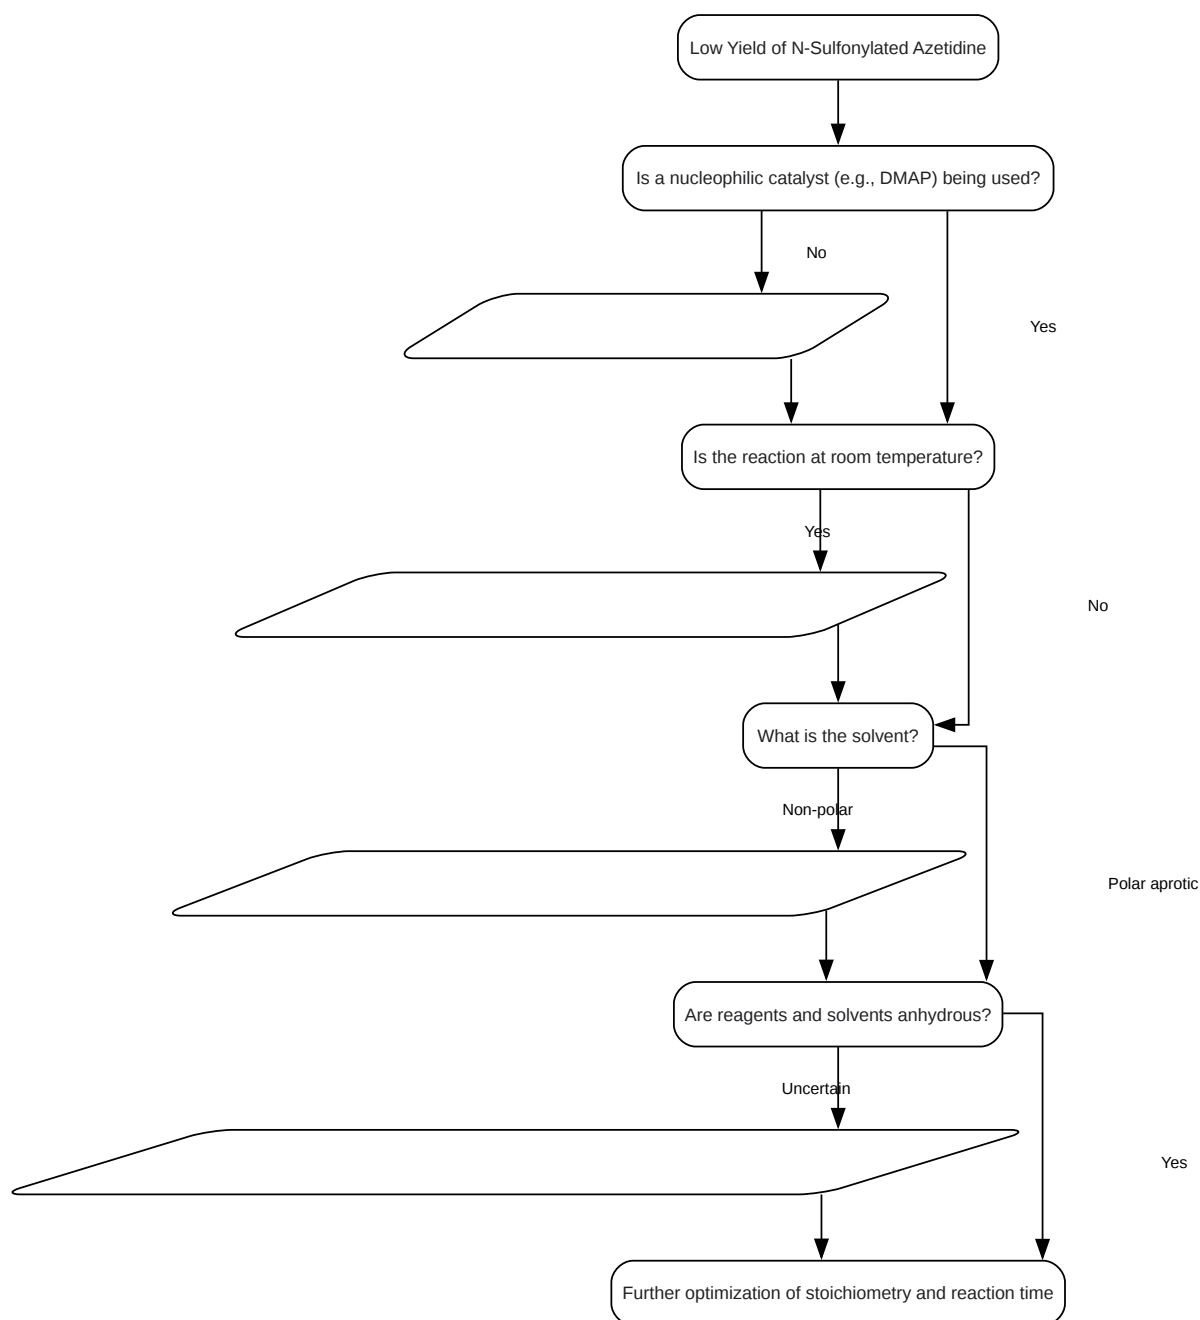 Low Yield of N-Sulfonylated Azetidine
Is a nucleophilic catalyst (e.g., DMAP) being used?
No
Yes
Is the reaction at room temperature?
Yes
No
What is the solvent?
Non-polar
Polar aprotic
Are reagents and solvents anhydrous?
Uncertain
Yes
Further optimization of stoichiometry and reaction time